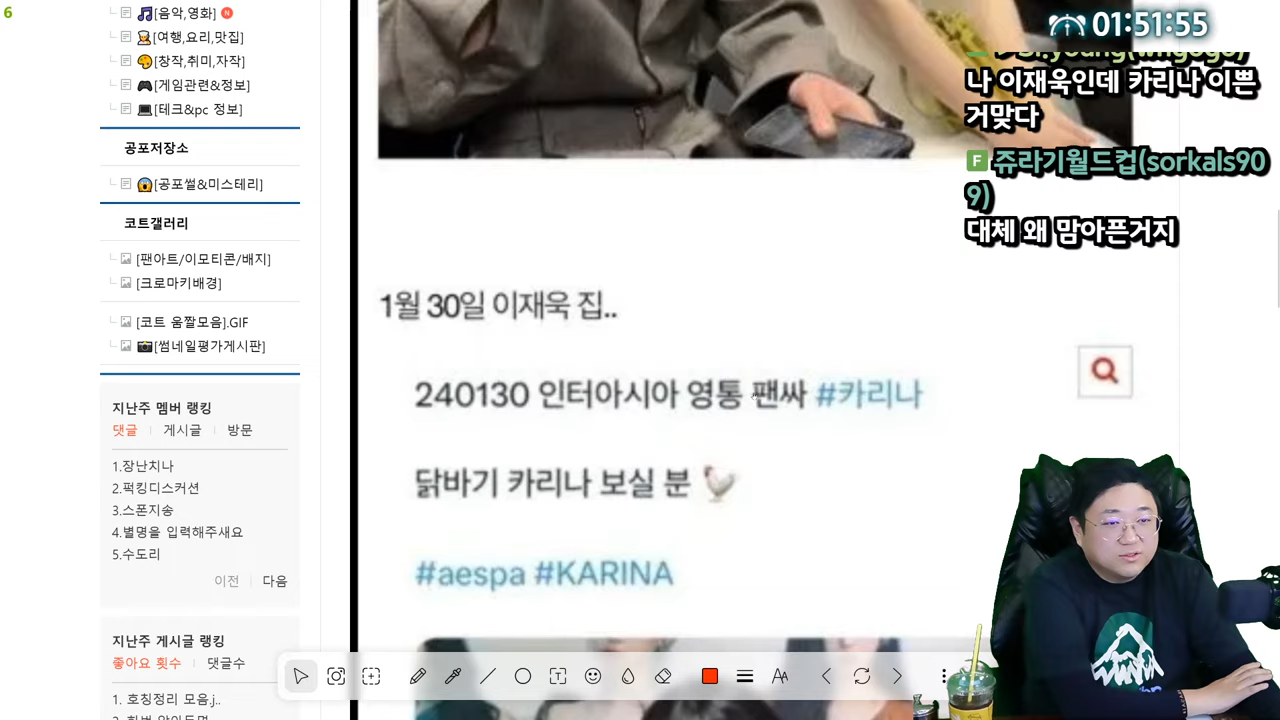 6
[음악,영화] N
[여행,요리,맛집]
[창작,취미,자작]
[게임관련&정보]
[테크&pc 정보]
공포저장소
[공포썰&미스테리]
코트갤러리
[팬아트/이모티콘/배지]
[크로마키배경]
[코트 움짤모음].GIF
[썸네일평가게시판]
지난주 멤버 랭킹
댓글
게시글
방문
1.장난치나
2.퍽킹디스커션
3.스폰지송
4.별명을 입력해주새요
5.수도리
이전
다음
지난주 게시글 랭킹
좋아요 횟수
댓글수
1. 호칭정리 모음.j..
1월 30일 이재욱 집..
240130 인터아시아 영통 팬싸 #카리나
닭바기 카리나 보실 분
#aespa #KARINA
01:51:55
나 이재욱인데 카리나 이쁜
거맞다
F 쥬라기월드컵(sorkals90
9)
대체 왜 맘아픈거지